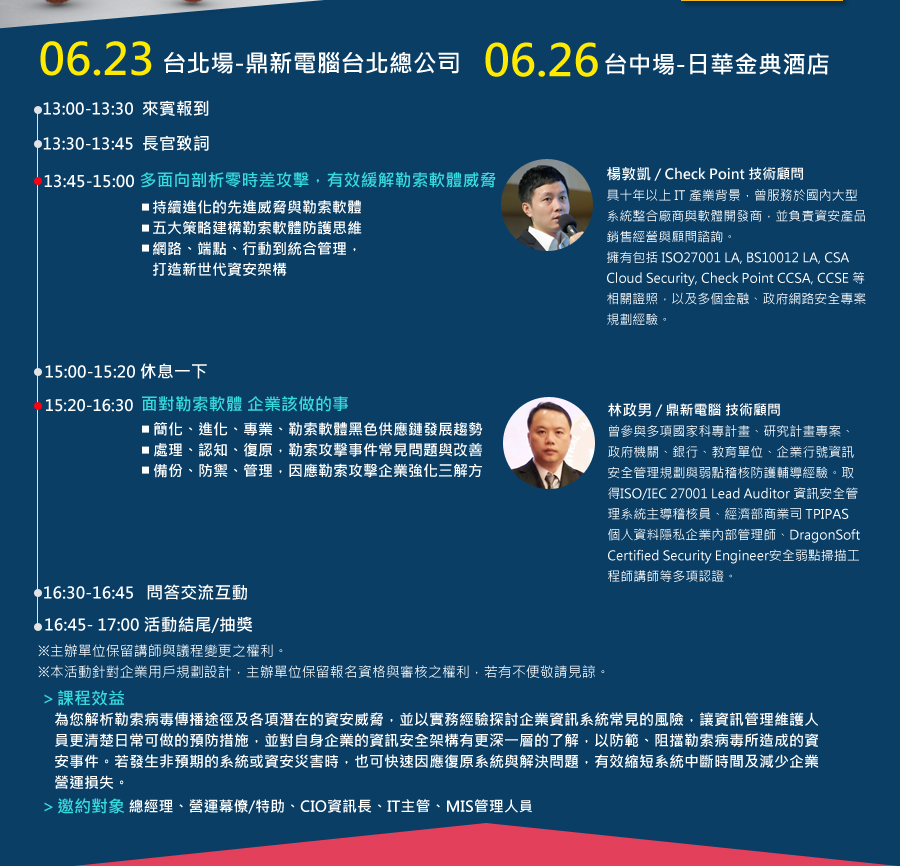 06.23 台北場-鼎新電腦台北總公司 06.26 台中場-日華金典酒店
13:00-13:30 來賓報到
13:30-13:45 長官致詞
13:45-15:00 多面向剖析零時差攻擊，有效緩解勒索軟體威脅
■ 持續進化的先進威脅與勒索軟體
■ 五大策略建構勒索軟體防護思維
■ 網路、端點、行動到統合管理，
打造新世代資安架構
楊敦凱 / Check Point 技術顧問
具十年以上 IT 產業背景，曾服務於國內大型
系統整合廠商與軟體開發商，並負責資安產品
銷售經營與顧問諮詢。
擁有包括 ISO27001 LA, BS10012 LA, CSA
Cloud Security, Check Point CCSA, CCSE 等
相關證照，以及多個金融、政府網路安全專案
規劃經驗。
15:00-15:20 休息一下
15:20-16:30 面對勒索軟體 企業該做的事
■ 簡化、進化、專業、勒索軟體黑色供應鏈發展趨勢
■ 處理、認知、復原，勒索攻擊事件常見問題與改善
■ 備份、防禦、管理，因應勒索攻擊企業強化三解方
林政男 / 鼎新電腦 技術顧問
曾參與多項國家科專計畫、研究計畫專案、
政府機關、銀行、教育單位、企業行號資訊
安全管理規劃與弱點稽核防護輔導經驗。取
得ISO/IEC 27001 Lead Auditor 資訊安全管
理系統主導稽核員、經濟部商業司 TPIPAS
個人資料隱私企業內部管理師、DragonSoft
Certified Security Engineer安全弱點掃描工
程師講師等多項認證。
16:30-16:45 問答交流互動
16:45- 17:00 活動結尾/抽獎
※主辦單位保留講師與議程變更之權利。
※本活動針對企業用戶規劃設計，主辦單位保留報名資格與審核之權利，若有不便敬請見諒。
> 課程效益
為您解析勒索病毒傳播途徑及各項潛在的資安威脅，並以實務經驗探討企業資訊系統常見的風險，讓資訊管理維護人
員更清楚日常可做的預防措施，並對自身企業的資訊安全架構有更深一層的了解，以防範、阻擋勒索病毒所造成的資
安事件。若發生非預期的系統或資安災害時，也可快速因應復原系統與解決問題，有效縮短系統中斷時間及減少企業
營運損失。
> 邀約對象 總經理、營運幕僚/特助、CIO資訊長、IT主管、MIS管理人員